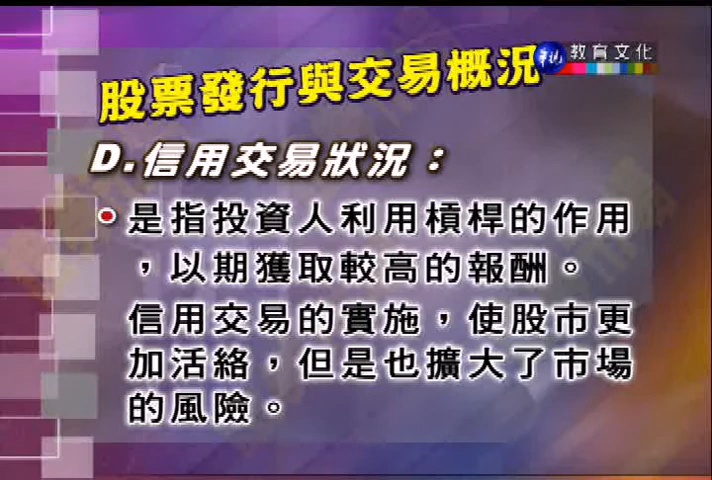 股票發行與交易概況
教育文化
D.信用交易狀況：
是指投資人利用槓桿的作用
，以期獲取較高的報酬。
信用交易的實施，使股市更
加活絡，但是也擴大了市場
的風險。